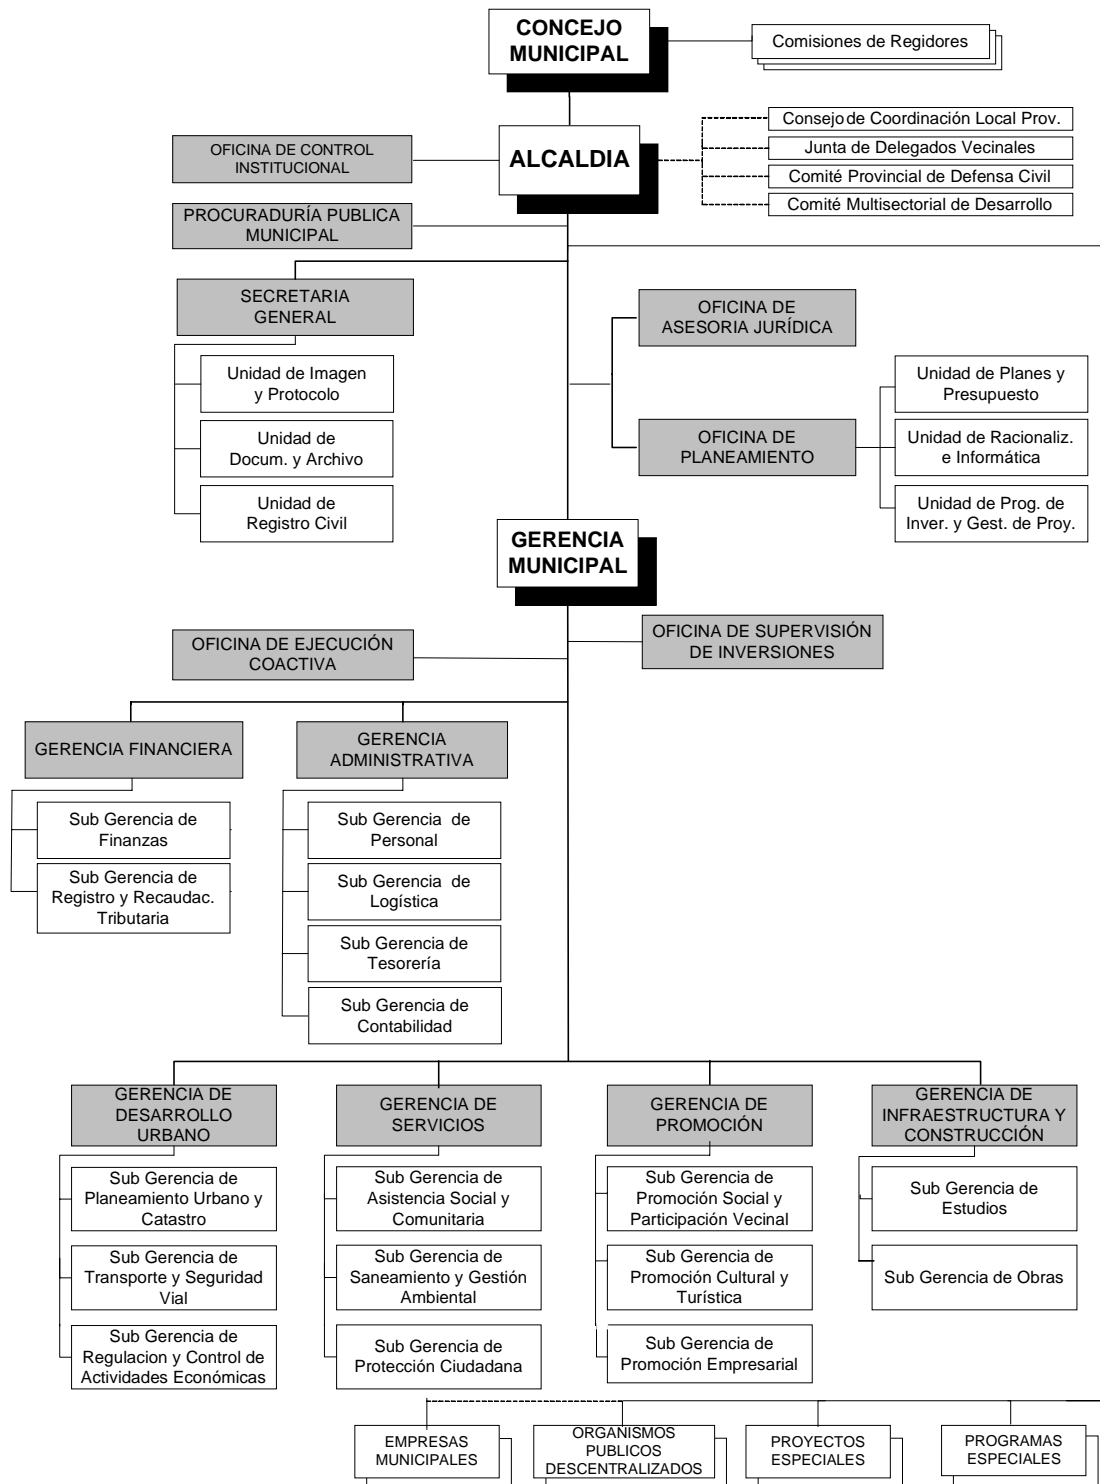 CONCEJO
MUNICIPAL
Comisiones de Regidores
ALCALDIA
Consejo de Coordinación Local Prov.
Junta de Delegados Vecinales
Comité Provincial de Defensa Civil
Comité Multisectorial de Desarrollo
OFICINA DE CONTROL
INSTITUCIONAL
PROCURADURÍA PUBLICA
MUNICIPAL
SECRETARIA
GENERAL
Unidad de Imagen
y Protocolo
Unidad de
Docum. y Archivo
Unidad de
Registro Civil
OFICINA DE
ASESORIA JURÍDICA
OFICINA DE
PLANEAMIENTO
Unidad de Planes y
Presupuesto
Unidad de Racionaliz.
e Informática
Unidad de Prog. de
Inver. y Gest. de Proy.
GERENCIA
MUNICIPAL
OFICINA DE EJECUCIÓN
COACTIVA
OFICINA DE SUPERVISIÓN
DE INVERSIONES
GERENCIA FINANCIERA
Sub Gerencia de
Finanzas
Sub Gerencia de
Registro y Recaudac.
Tributaria
GERENCIA
ADMINISTRATIVA
Sub Gerencia de
Personal
Sub Gerencia de
Logística
Sub Gerencia de
Tesorería
Sub Gerencia de
Contabilidad
GERENCIA DE
DESARROLLO
URBANO
Sub Gerencia de
Planeamiento Urbano y
Catastro
Sub Gerencia de
Transporte y Seguridad
Vial
Sub Gerencia de
Regulacion y Control de
Actividades Económicas
GERENCIA DE
SERVICIOS
Sub Gerencia de
Asistencia Social y
Comunitaria
Sub Gerencia de
Saneamiento y Gestión
Ambiental
Sub Gerencia de
Protección Ciudadana
GERENCIA DE
PROMOCIÓN
Sub Gerencia de
Promoción Social y
Participación Vecinal
Sub Gerencia de
Promoción Cultural y
Turística
Sub Gerencia de
Promoción Empresarial
GERENCIA DE
INFRAESTRUCTURA Y
CONSTRUCCIÓN
Sub Gerencia de
Estudios
Sub Gerencia de Obras
EMPRESAS
MUNICIPALES
ORGANISMOS
PUBLICOS
DESCENTRALIZADOS
PROYECTOS
ESPECIALES
PROGRAMAS
ESPECIALES